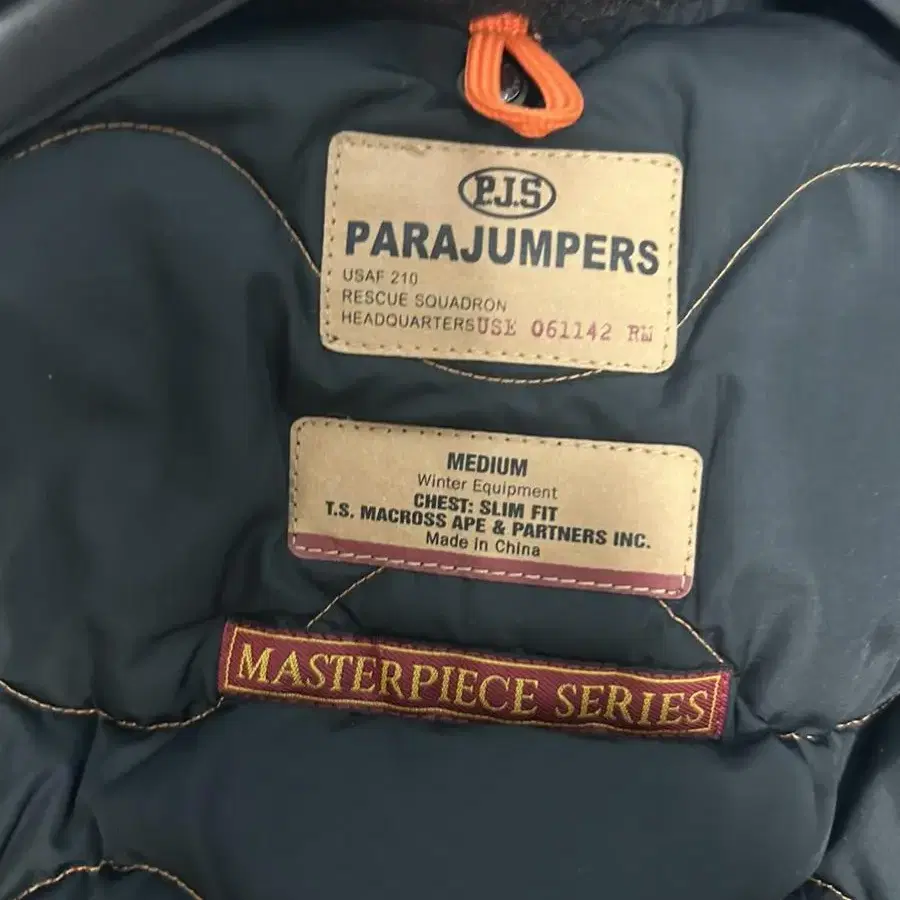 P.J.S
PARAJUMPERS
USAF 210
RESCUE SQUADRON
HEADQUARTERS USE 061142 RW
MEDIUM
Winter Equipment
CHEST: SLIM FIT
T.S. MACROSS APE & PARTNERS INC.
Made in China
MASTERPIECE SERIES